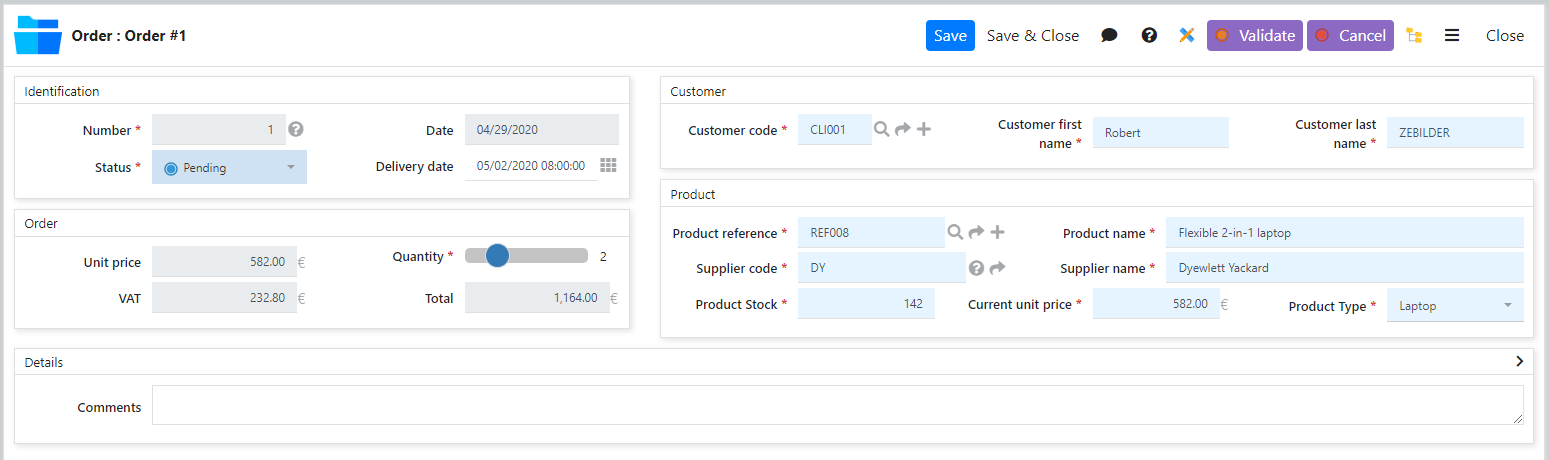 Order : Order #1
Save Save & Close Validate Cancel Close
Identification
Number * 1 Date 04/29/2020
Status * Pending Delivery date 05/02/2020 08:00:00
Order
Unit price 582.00 € Quantity * 2
VAT 232.80 € Total 1,164.00 €
Customer
Customer code * CLI001 Customer first name * Robert Customer last name * ZEBILDER
Product
Product reference * REF008 Product name * Flexible 2-in-1 laptop
Supplier code * DY Supplier name * Dyewlett Yackard
Product Stock * 142 Current unit price * 582.00 € Product Type * Laptop
Details
Comments